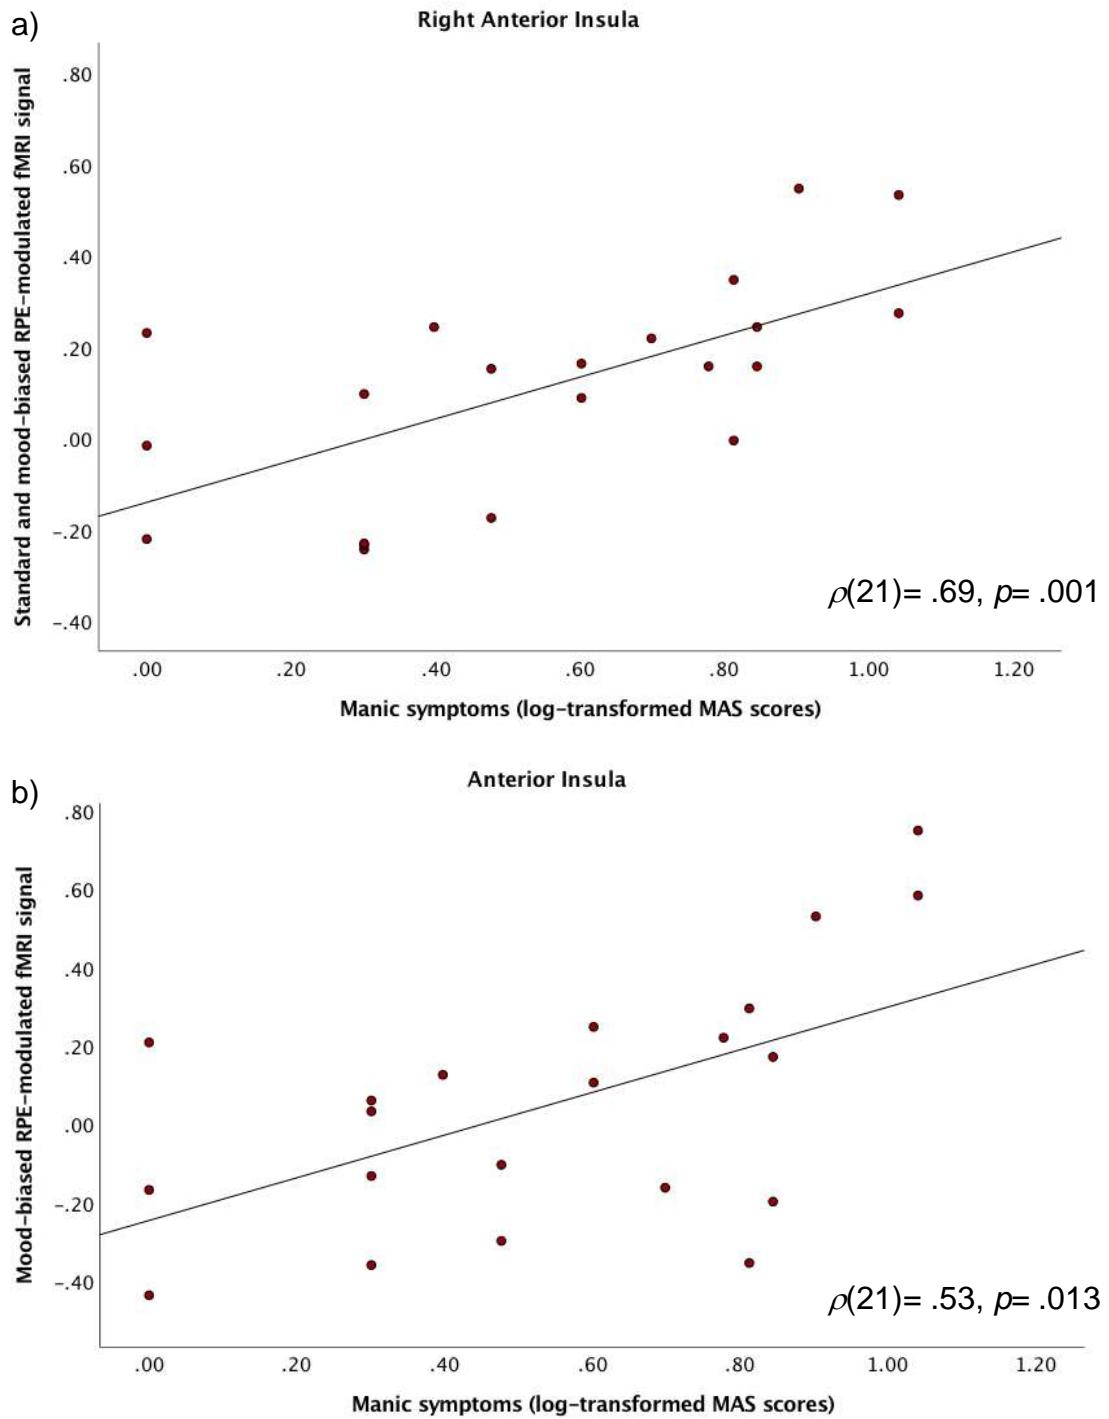 a)
Right Anterior Insula
Standard and mood-biased RPE-modulated fMRI signal
.80
.60
.40
.20
.00
-.20
-.40
ρ(21)= .69, p= .001
.00 .20 .40 .60 .80 1.00 1.20
Manic symptoms (log-transformed MAS scores)
b)
Anterior Insula
Mood-biased RPE-modulated fMRI signal
.80
.60
.40
.20
.00
-.20
-.40
ρ(21)= .53, p= .013
.00 .20 .40 .60 .80 1.00 1.20
Manic symptoms (log-transformed MAS scores)